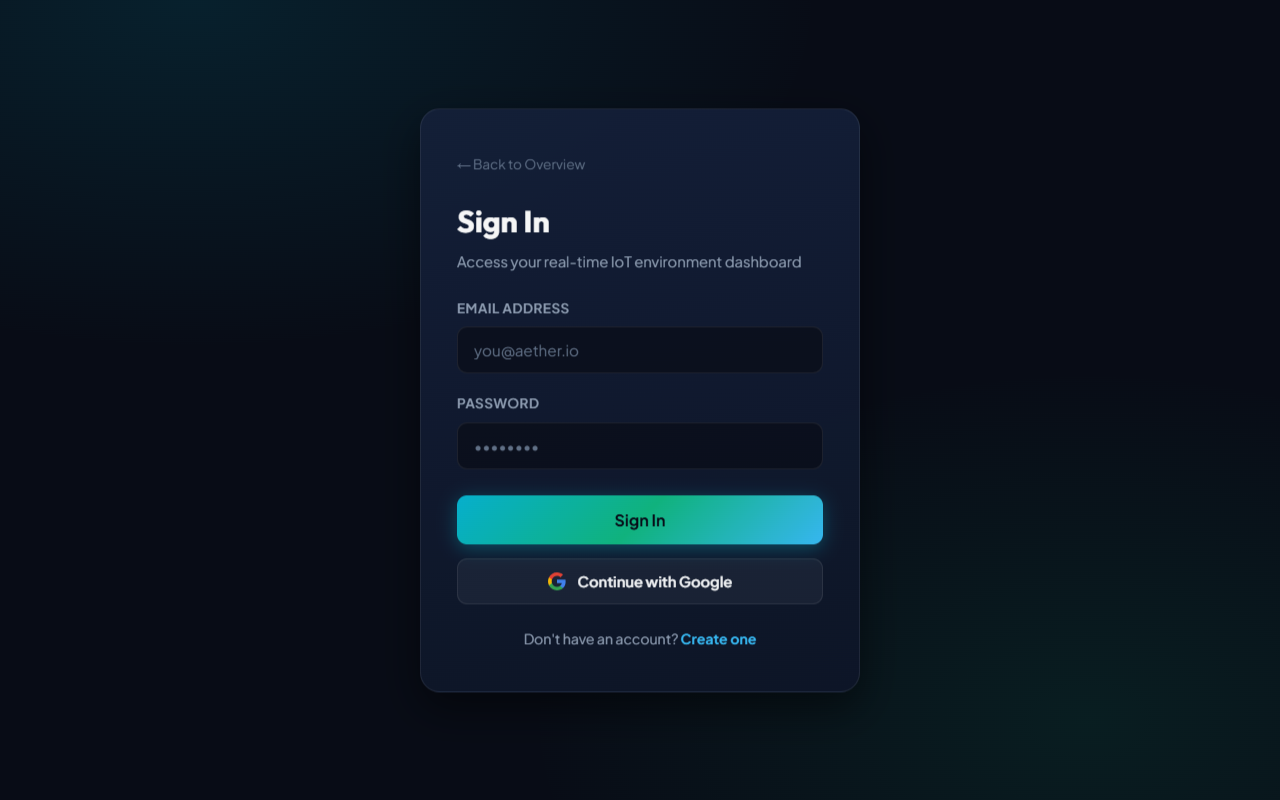 ← Back to Overview
Sign In
Access your real-time IoT environment dashboard
EMAIL ADDRESS
you@aether.io
PASSWORD
••••••••
Sign In
Continue with Google
Don't have an account? Create one